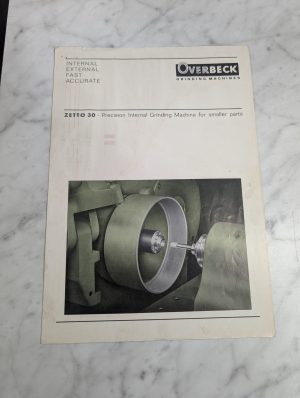 INTERNAL
EXTERNAL
FAST
ACCURATE
OVERBECK
GRINDING MACHINES
ZETTO 30 - Precision Internal Grinding Machine for smaller parts